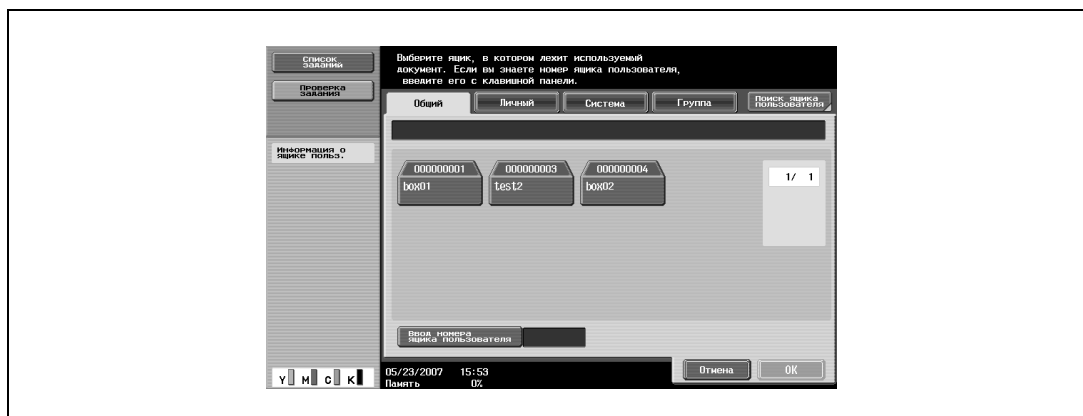 Список
заданий
Проверка
задания
Выберите ящик, в котором лежит используемый
документ. Если вы знаете номер ящика пользователя,
введите его с клавишной панели.
Общий Личный Система Группа Поиск ящика
пользователя
Информация о
ящике польз.
000000001 000000003 000000004
box01 test2 box02
1/ 1
Ввод номера
ящика пользователя
Отмена OK
Y M C K
05/23/2007 15:53
Память 0%